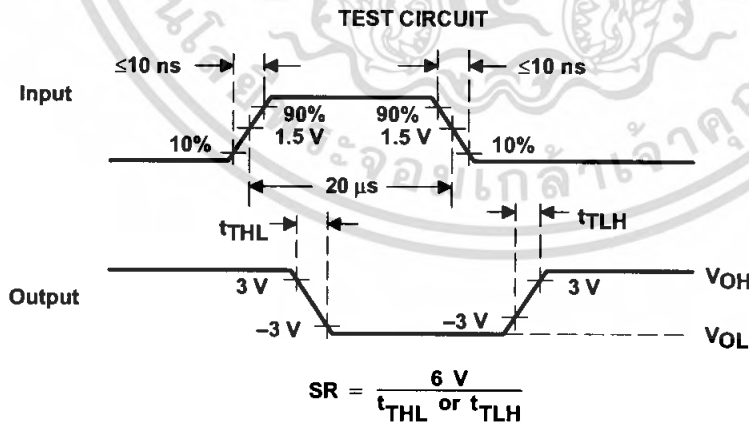 TEST CIRCUIT
≤10 ns
≤10 ns
Input
90%
90%
10%
1.5 V
1.5 V
10%
20 μs
tTHL
tTLH
Output
3 V
3 V
VOH
–3 V
–3 V
VOL
SR = 6 V / tTHL or tTLH